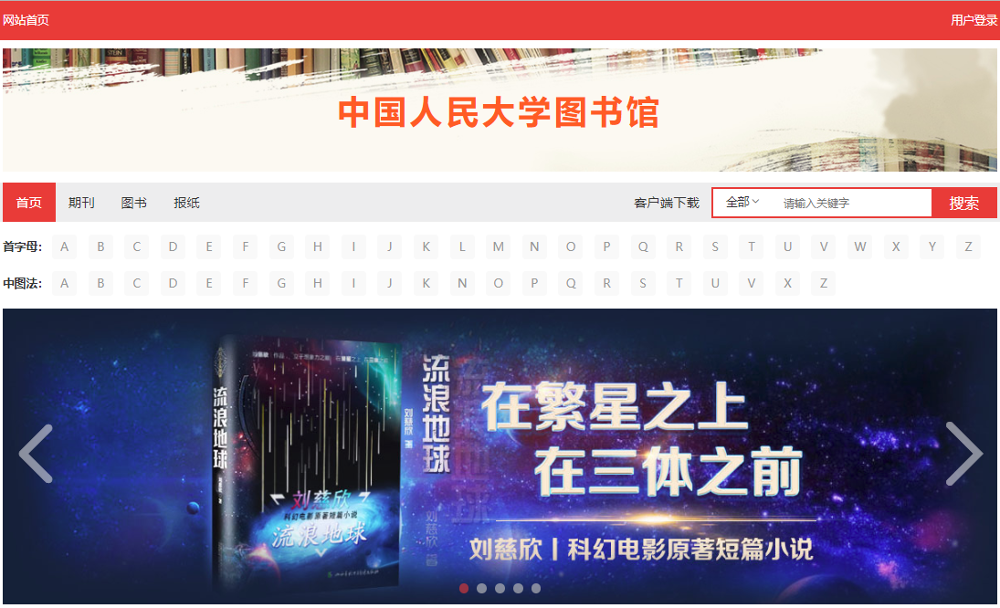 网站首页 用户登录
中国人民大学图书馆
首页 期刊 图书 报纸 客户端下载 全部 请输入关键字 搜索
首字母: A B C D E F G H I J K L M N O P Q R S T U V W X Y Z
中图法: A B C D E F G H I J K N O P Q R S T U V X Z
流浪地球
刘慈欣 著
流浪地球
刘慈欣
科幻电影原著短篇小说
流浪地球
在繁星之上
在三体之前
刘慈欣丨科幻电影原著短篇小说